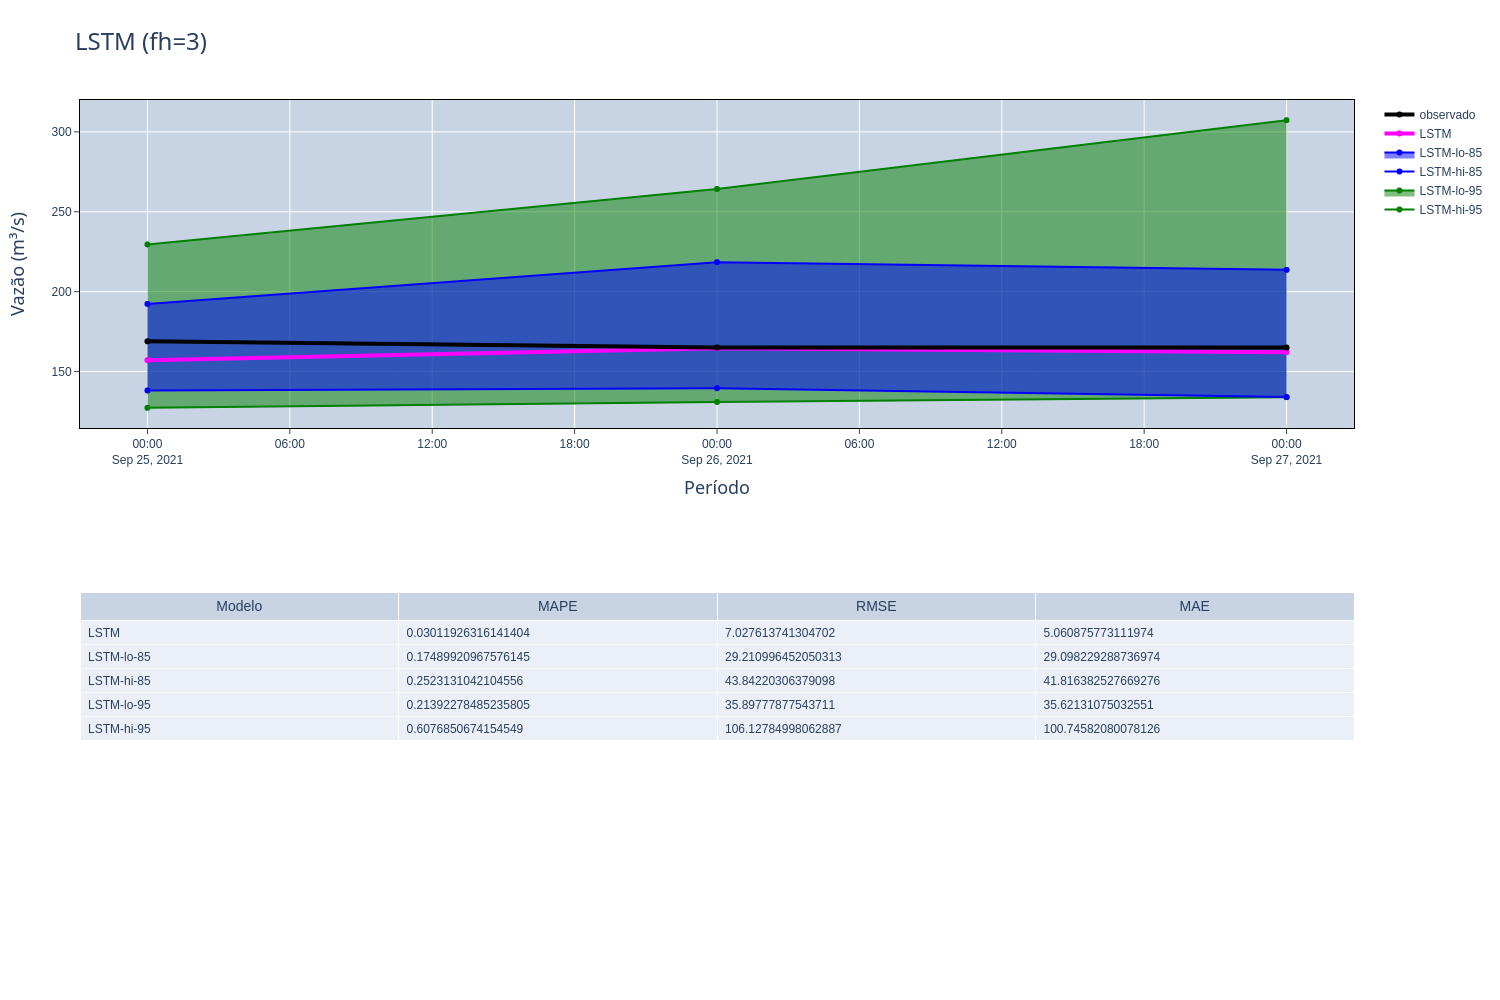 LSTM (fh=3)
Vazão (m³/s)
300
250
200
150
00:00 06:00 12:00 18:00 00:00 06:00 12:00 18:00 00:00
Sep 25, 2021 Sep 26, 2021 Sep 27, 2021
Período
observado
LSTM
LSTM-lo-85
LSTM-hi-85
LSTM-lo-95
LSTM-hi-95
Modelo MAPE RMSE MAE
LSTM 0.03011926316141404 7.027613741304702 5.060875773111974
LSTM-lo-85 0.17489920967576145 29.210996452050313 29.098229288736974
LSTM-hi-85 0.2523131042104556 43.84220306379098 41.816382527669276
LSTM-lo-95 0.21392278485235805 35.89777877543711 35.62131075032551
LSTM-hi-95 0.6076850674154549 106.12784998062887 100.74582080078126